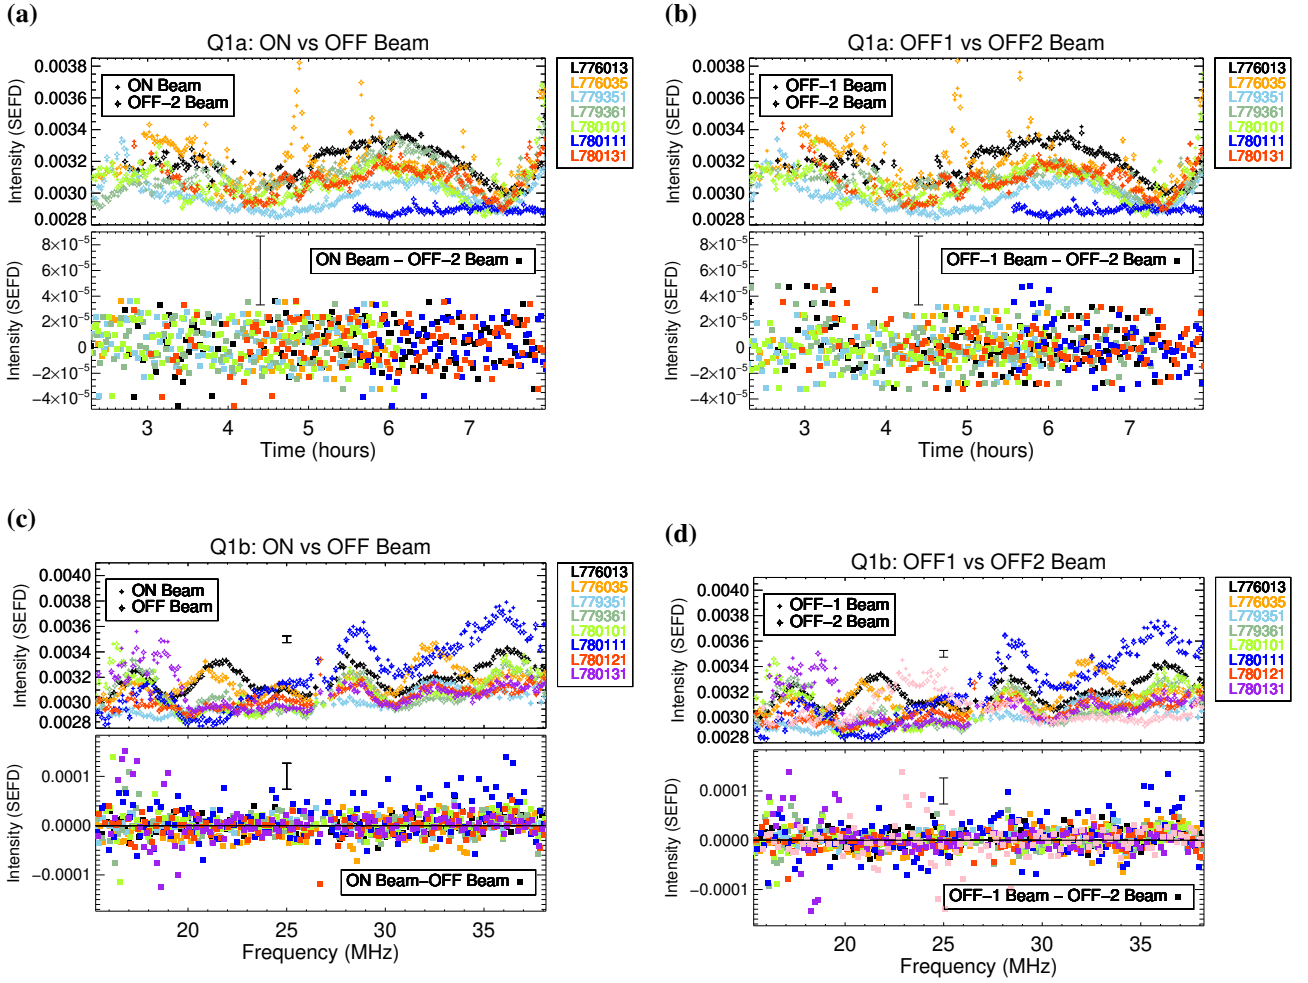 (a)
Q1a: ON vs OFF Beam
Intensity (SEFD)
0.0038
0.0036
0.0034
0.0032
0.0030
0.0028
ON Beam
OFF-2 Beam
L776013
L776035
L779351
L779361
L780101
L780111
L780131
Intensity (SEFD)
8×10-5
6×10-5
4×10-5
2×10-5
0
-2×10-5
-4×10-5
ON Beam - OFF-2 Beam
3 4 5 6 7
Time (hours)
(b)
Q1a: OFF1 vs OFF2 Beam
Intensity (SEFD)
0.0038
0.0036
0.0034
0.0032
0.0030
0.0028
OFF-1 Beam
OFF-2 Beam
L776013
L776035
L779351
L779361
L780101
L780111
L780131
Intensity (SEFD)
8×10-5
6×10-5
4×10-5
2×10-5
0
-2×10-5
-4×10-5
OFF-1 Beam - OFF-2 Beam
3 4 5 6 7
Time (hours)
(c)
Q1b: ON vs OFF Beam
Intensity (SEFD)
0.0040
0.0038
0.0036
0.0034
0.0032
0.0030
0.0028
ON Beam
OFF Beam
L776013
L776035
L779351
L779361
L780101
L780111
L780121
L780131
Intensity (SEFD)
0.0001
0.0000
-0.0001
ON Beam-OFF Beam
20 25 30 35
Frequency (MHz)
(d)
Q1b: OFF1 vs OFF2 Beam
Intensity (SEFD)
0.0040
0.0038
0.0036
0.0034
0.0032
0.0030
0.0028
OFF-1 Beam
OFF-2 Beam
L776013
L776035
L779351
L779361
L780101
L780111
L780121
L780131
Intensity (SEFD)
0.0001
0.0000
-0.0001
OFF-1 Beam - OFF-2 Beam
20 25 30 35
Frequency (MHz)